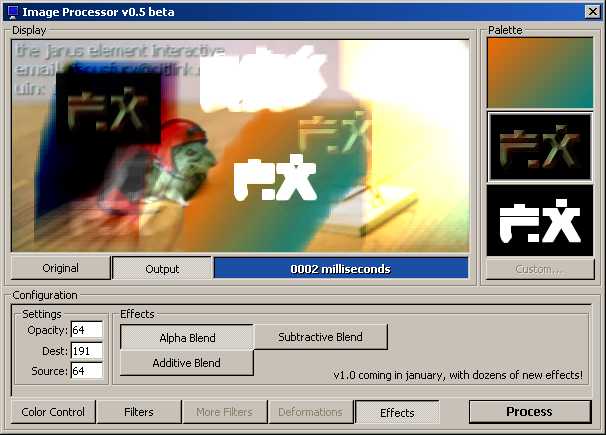 Image Processor v0.5 beta
Display
Palette
the janus element interactive
email:
uin:
Original
Output
0002 milliseconds
Custom...
Configuration
Settings
Effects
Opacity: 64
Alpha Blend
Subtractive Blend
Dest: 191
Additive Blend
Source: 64
v1.0 coming in january, with dozens of new effects!
Color Control
Filters
More Filters
Deformations
Effects
Process